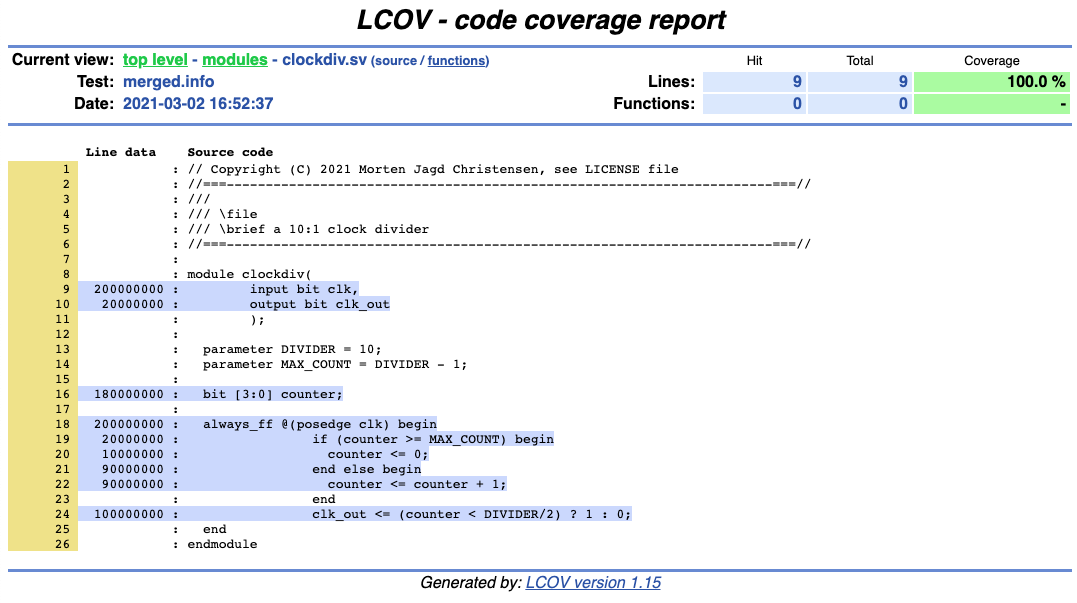 LCOV - code coverage report
Current view: top level - modules - clockdiv.sv (source / functions)
Hit Total Coverage
Test: merged.info Lines: 9 9 100.0 %
Date: 2021-03-02 16:52:37 Functions: 0 0 -
Line data Source code
1 : // Copyright (C) 2021 Morten Jagd Christensen, see LICENSE file
2 : //===----------------------------------------------------------------------===//
3 : ///
4 : /// \file
5 : /// \brief a 10:1 clock divider
6 : //===----------------------------------------------------------------------===//
7 :
8 : module clockdiv(
9 200000000 : input bit clk,
10 20000000 : output bit clk_out
11 : );
12 :
13 : parameter DIVIDER = 10;
14 : parameter MAX_COUNT = DIVIDER - 1;
15 :
16 180000000 : bit [3:0] counter;
17 :
18 200000000 : always_ff @(posedge clk) begin
19 20000000 : if (counter >= MAX_COUNT) begin
20 10000000 : counter <= 0;
21 90000000 : end else begin
22 90000000 : counter <= counter + 1;
23 : end
24 100000000 : clk_out <= (counter < DIVIDER/2) ? 1 : 0;
25 : end
26 : endmodule
Generated by: LCOV version 1.15